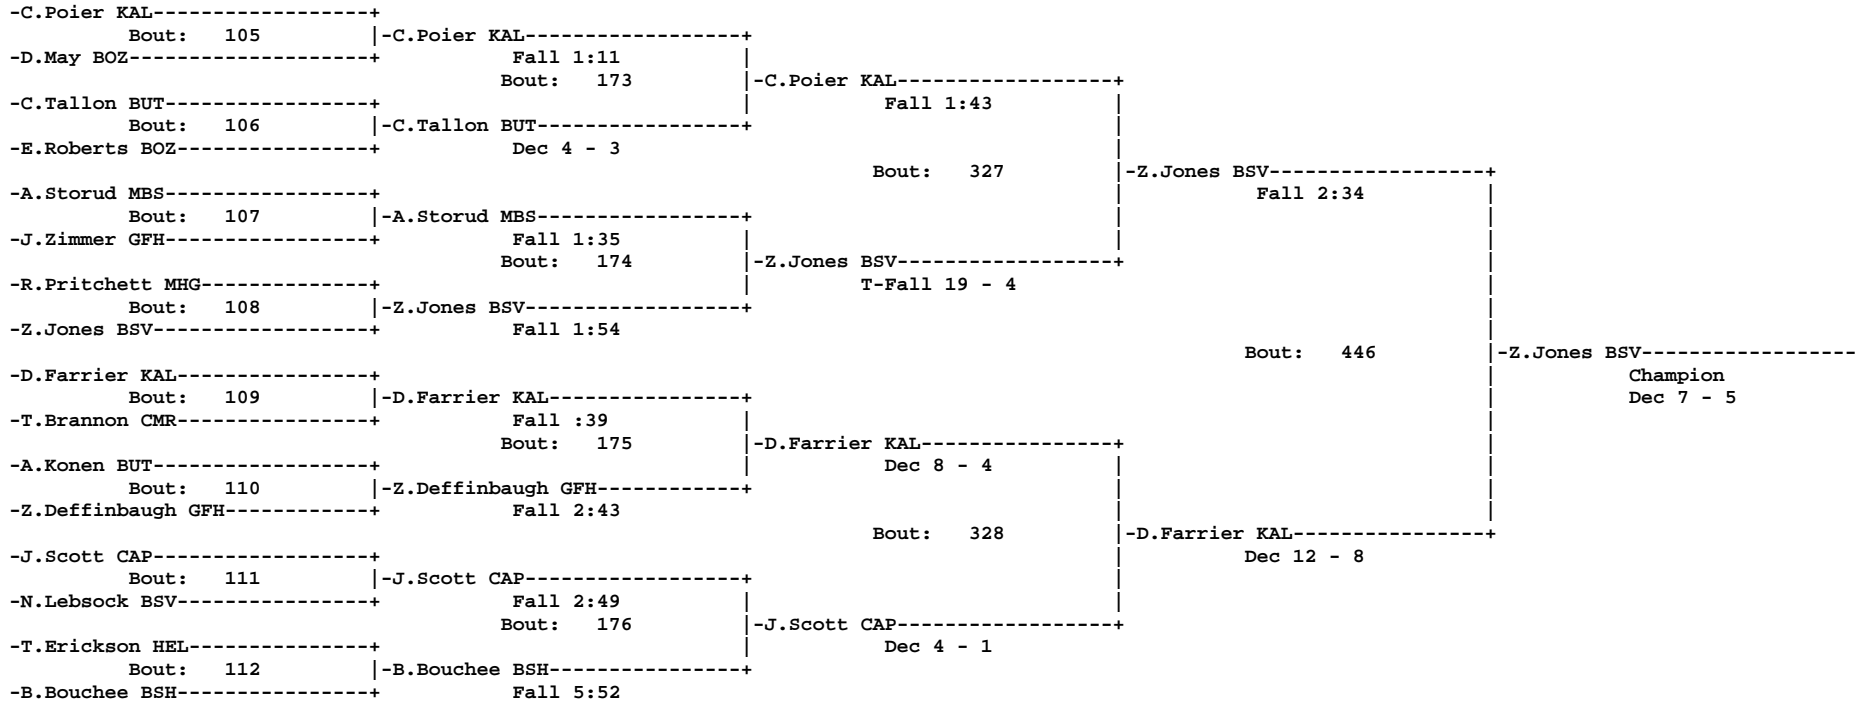 -C.Poier KAL------------------+
Bout: 105 |-C.Poier KAL------------------+
-D.May BOZ--------------------+ Fall 1:11 |
Bout: 173 |-C.Poier KAL------------------+
-C.Tallon BUT-----------------+ | Fall 1:43 |
Bout: 106 |-C.Tallon BUT-----------------+ |
-E.Roberts BOZ----------------+ Dec 4 - 3 |
Bout: 327 |-Z.Jones BSV------------------+
-A.Storud MBS-----------------+ | Fall 2:34 |
Bout: 107 |-A.Storud MBS-----------------+ | |
-J.Zimmer GFH-----------------+ Fall 1:35 | | |
Bout: 174 |-Z.Jones BSV------------------+ |
-R.Pritchett MHG--------------+ | T-Fall 19 - 4 |
Bout: 108 |-Z.Jones BSV------------------+ |
-Z.Jones BSV------------------+ Fall 1:54 |
Bout: 446 |-Z.Jones BSV------------------
-D.Farrier KAL----------------+ | Champion
Bout: 109 |-D.Farrier KAL----------------+ | Dec 7 - 5
-T.Brannon CMR----------------+ Fall :39 | |
Bout: 175 |-D.Farrier KAL----------------+ |
-A.Konen BUT------------------+ | Dec 8 - 4 | |
Bout: 110 |-Z.Deffinbaugh GFH------------+ | |
-Z.Deffinbaugh GFH------------+ Fall 2:43 | |
Bout: 328 |-D.Farrier KAL----------------+
-J.Scott CAP------------------+ | Dec 12 - 8
Bout: 111 |-J.Scott CAP------------------+ |
-N.Lebsock BSV----------------+ Fall 2:49 | |
Bout: 176 |-J.Scott CAP------------------+
-T.Erickson HEL---------------+ | Dec 4 - 1
Bout: 112 |-B.Bouchee BSH----------------+
-B.Bouchee BSH----------------+ Fall 5:52